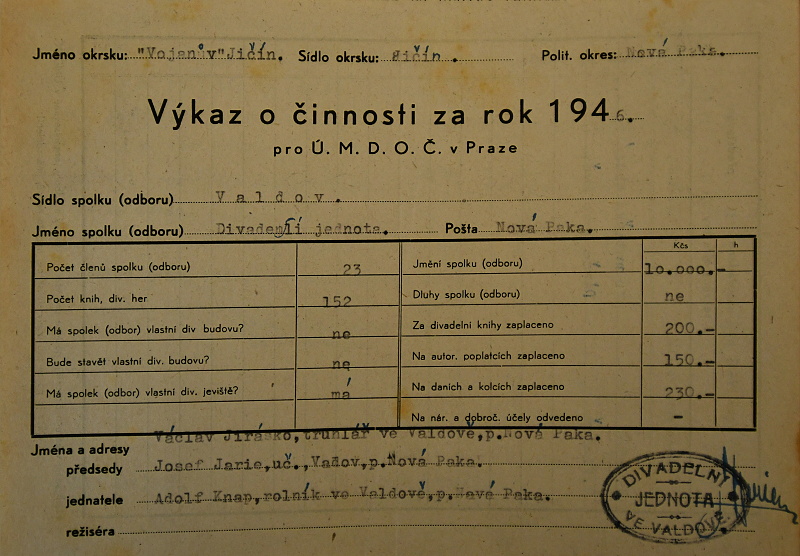 Jméno okrsku: "Vojanův"Jičín. Sídlo okrsku: Jičín . Polit. okres: Nová Paka.
Výkaz o činnosti za rok 1946.
pro Ú. M. D. O. Č. v Praze
Sídlo spolku (odboru) Valdov.
Jméno spolku (odboru) Divadelní jednota. Pošta Nová Paka.
Kčs h
Počet členů spolku (odboru) 23 Jmění spolku (odboru) 10.000.-
Počet knih, div. her 152 Dluhy spolku (odboru) ne
Má spolek (odbor) vlastní div budovu? ne Za divadelní knihy zaplaceno 200.-
Bude stavět vlastní div. budovu? ne Na autor. poplatcích zaplaceno 150.-
Má spolek (odbor) vlastní div. jeviště? má Na daních a kolcích zaplaceno 230.-
Na nár. a dobroč. účely odvedeno -
Václav Jirásko,truhlář ve Valdově,p.Nová Paka.
Jména a adresy
předsedy Josef Jarie,uč.,Vadov,p.Nová Paka.
jednatele Adolf Knap,rolník ve Valdově,p.Navá Paka.
režiséra
DIVADELNÍ
JEDNOTA
VE VALDOVĚ